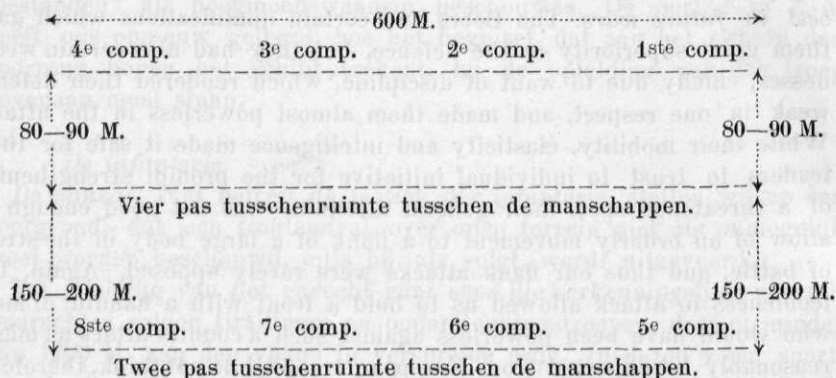 600 M.
4e comp. 3e comp. 2e comp. 1ste comp.
80—90 M. 80—90 M.
Vier pas tusschenruimte tusschen de manschappen.
150—200 M. 150—200 M.
8ste comp. 7e comp. 6e comp. 5e comp.
Twee pas tusschenruimte tusschen de manschappen.